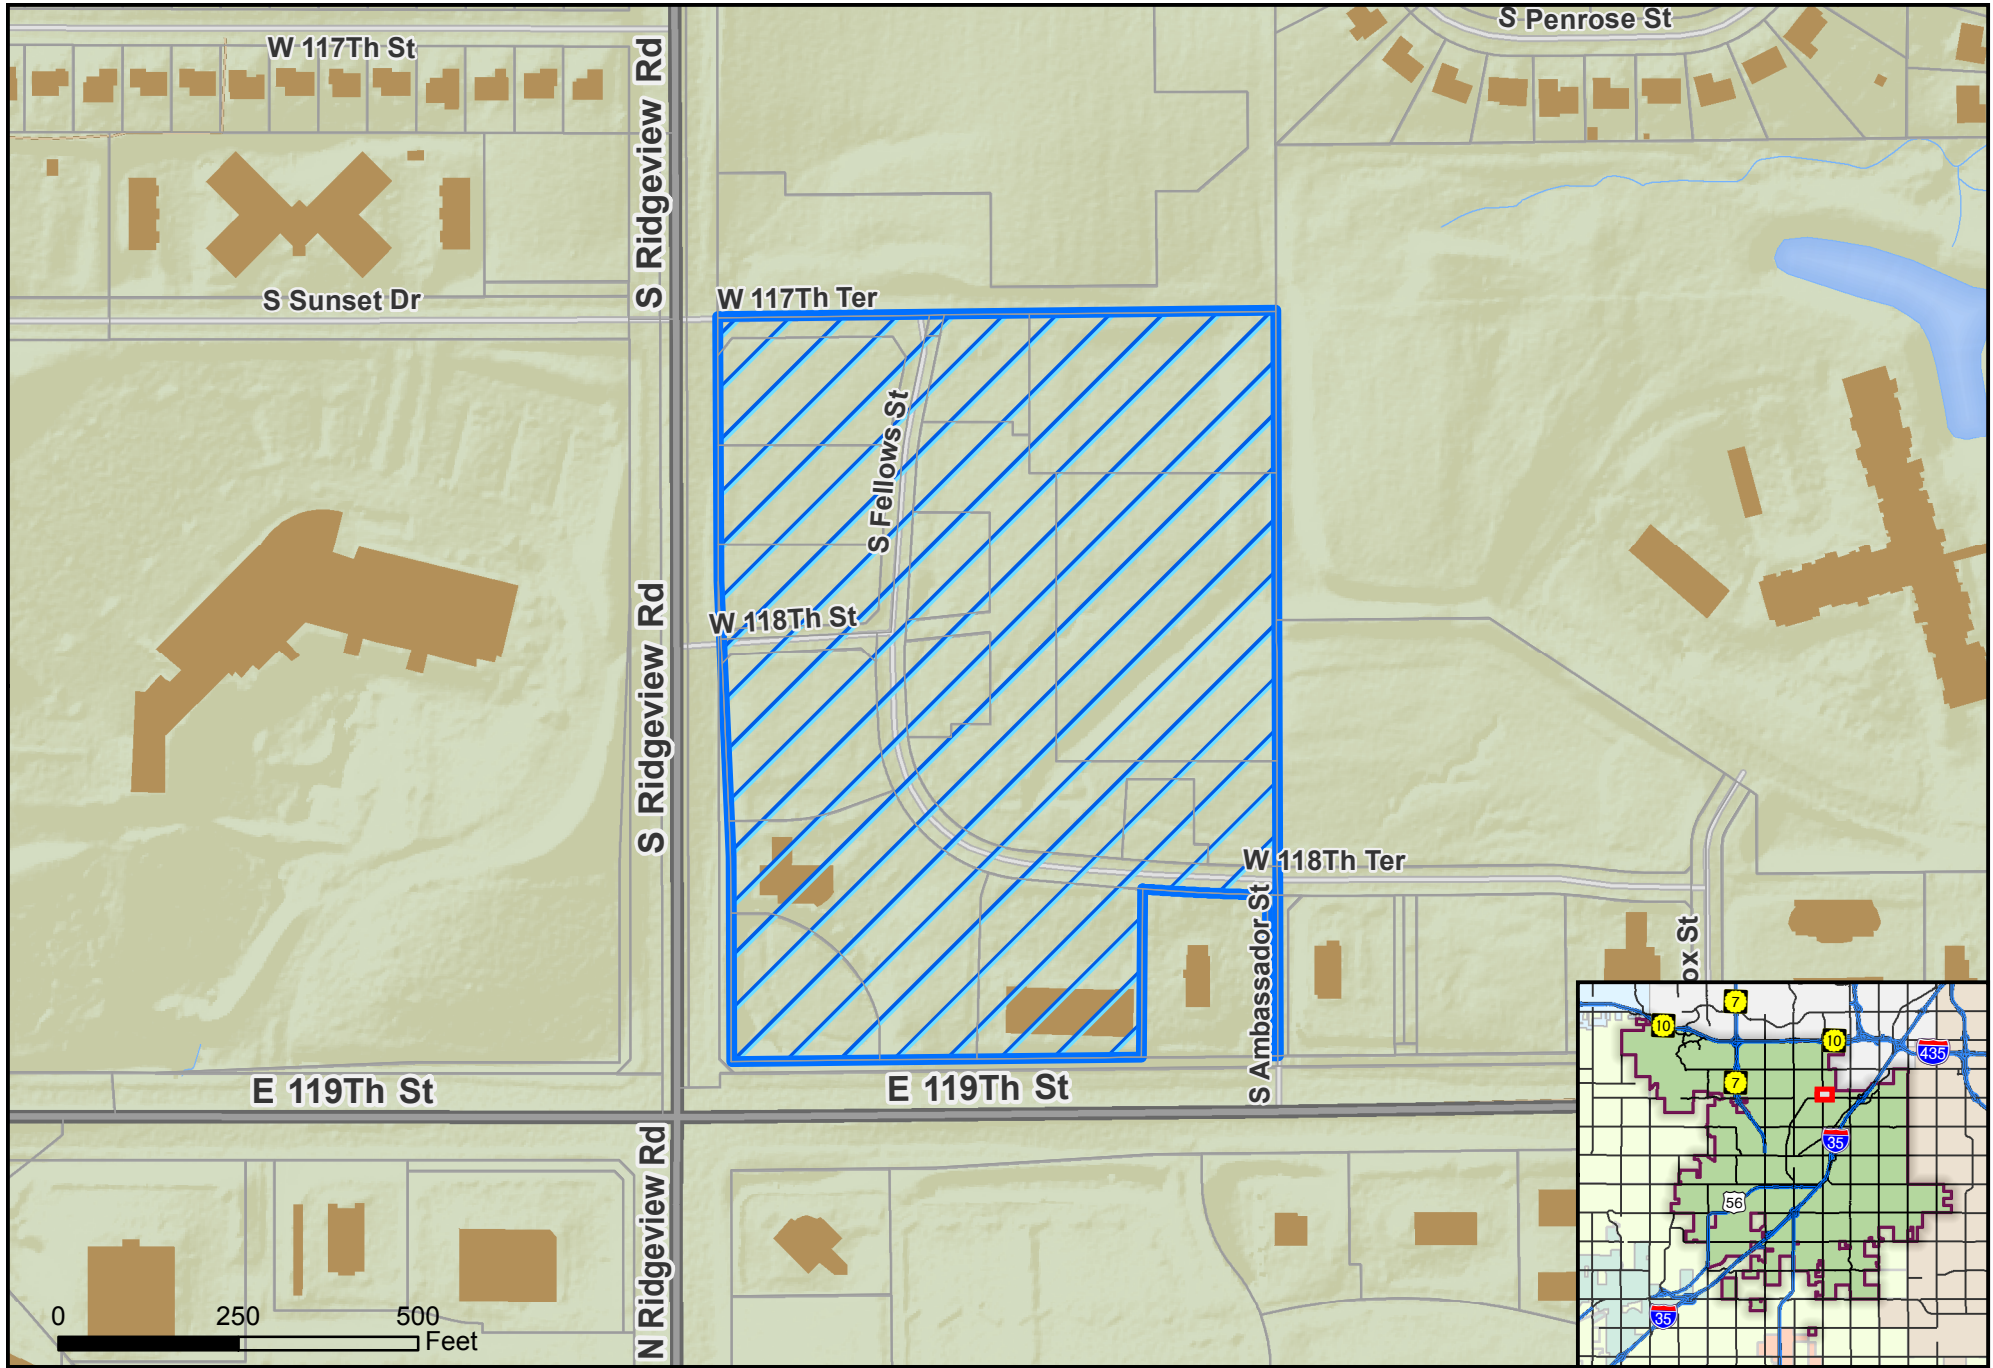 S Penrose St
W 117Th St
S Ridgeview Rd
S Sunset Dr
W 117Th Ter
S Fellows St
W 118Th St
S Ridgeview Rd
W 118Th Ter
S Ambassador St
ox St
E 119Th St
E 119Th St
N Ridgeview Rd
0 250 500
Feet
7
10
10
435
7
35
56
35